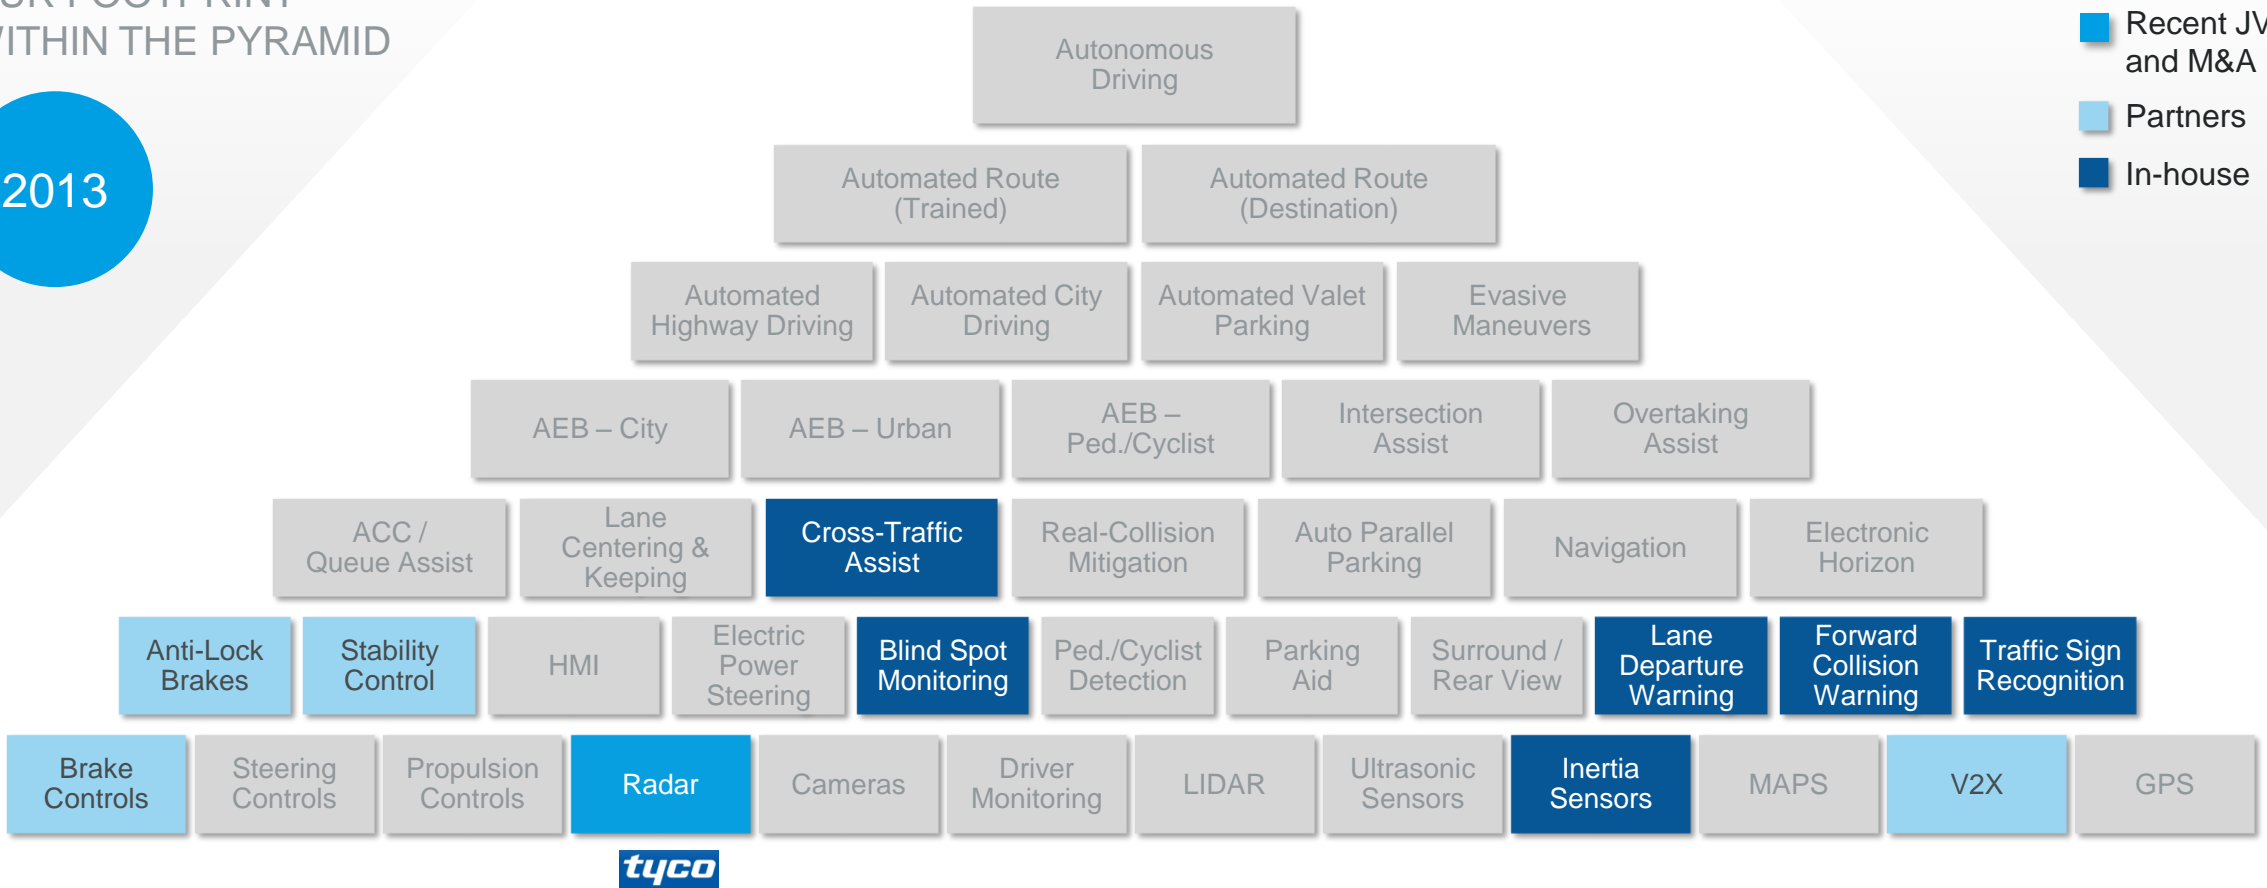 WITHIN THE PYRAMID
2013
Recent JV
and M&A
Partners
In-house
Autonomous
Driving
Automated Route
(Trained)
Automated Route
(Destination)
Automated
Highway Driving
Automated City
Driving
Automated Valet
Parking
Evasive
Maneuvers
AEB – City
AEB – Urban
AEB –
Ped./Cyclist
Intersection
Assist
Overtaking
Assist
ACC /
Queue Assist
Lane
Centering &
Keeping
Cross-Traffic
Assist
Real-Collision
Mitigation
Auto Parallel
Parking
Navigation
Electronic
Horizon
Anti-Lock
Brakes
Stability
Control
HMI
Electric
Power
Steering
Blind Spot
Monitoring
Ped./Cyclist
Detection
Parking
Aid
Surround /
Rear View
Lane
Departure
Warning
Forward
Collision
Warning
Traffic Sign
Recognition
Brake
Controls
Steering
Controls
Propulsion
Controls
Radar
Cameras
Driver
Monitoring
LIDAR
Ultrasonic
Sensors
Inertia
Sensors
MAPS
V2X
GPS
tyco